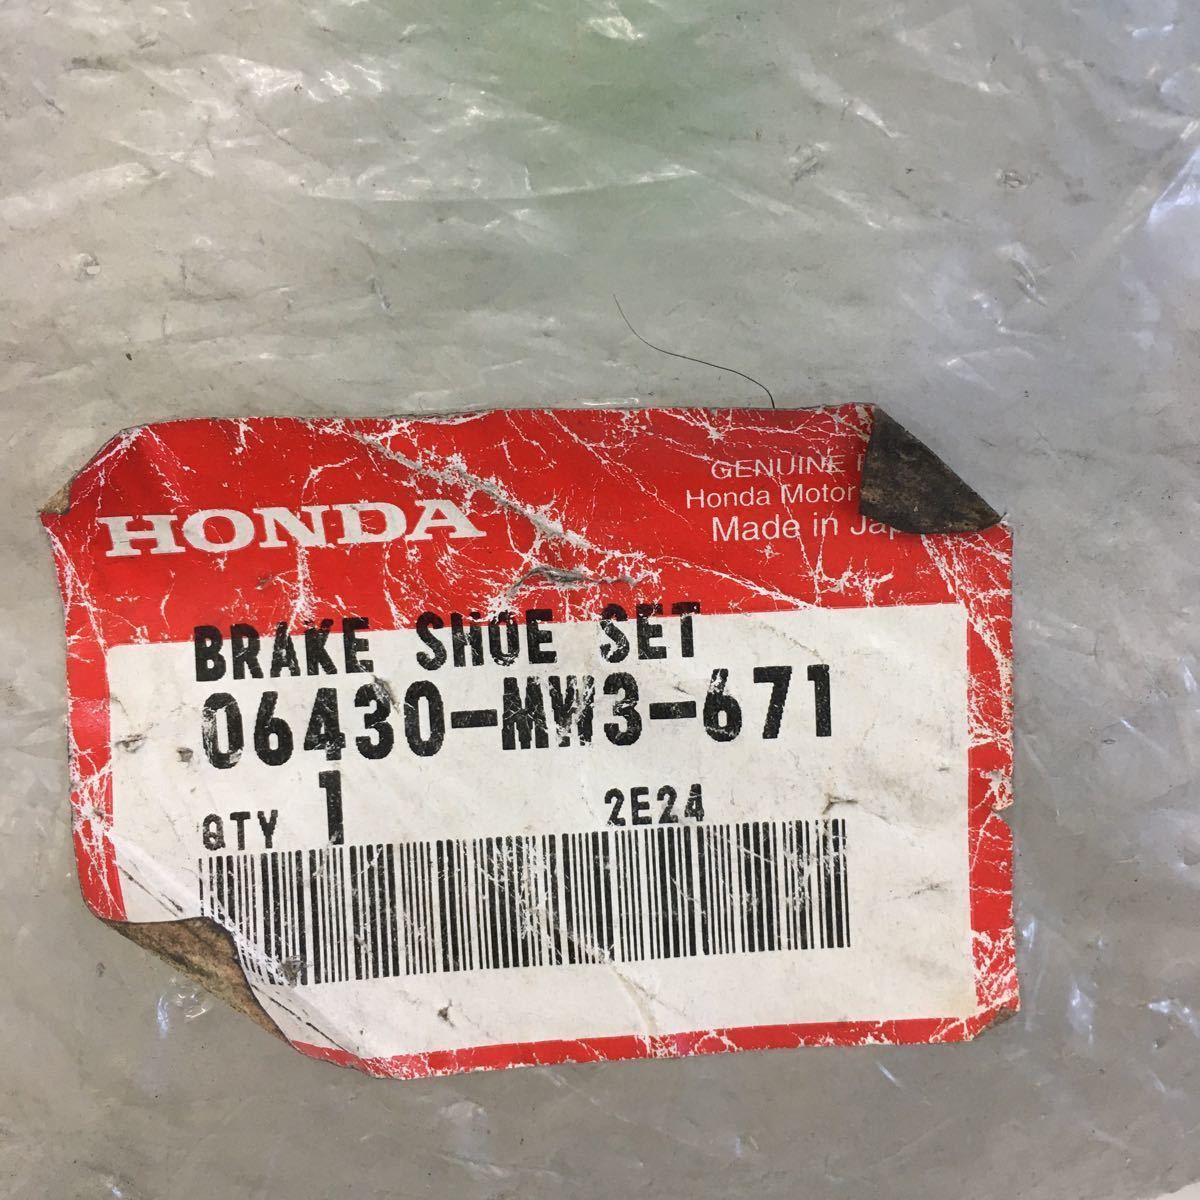 HONDA
GENUINE
Honda Motor
Made in
BRAKE SHOE SET
06430-MW3-671
QTY 1 2E24